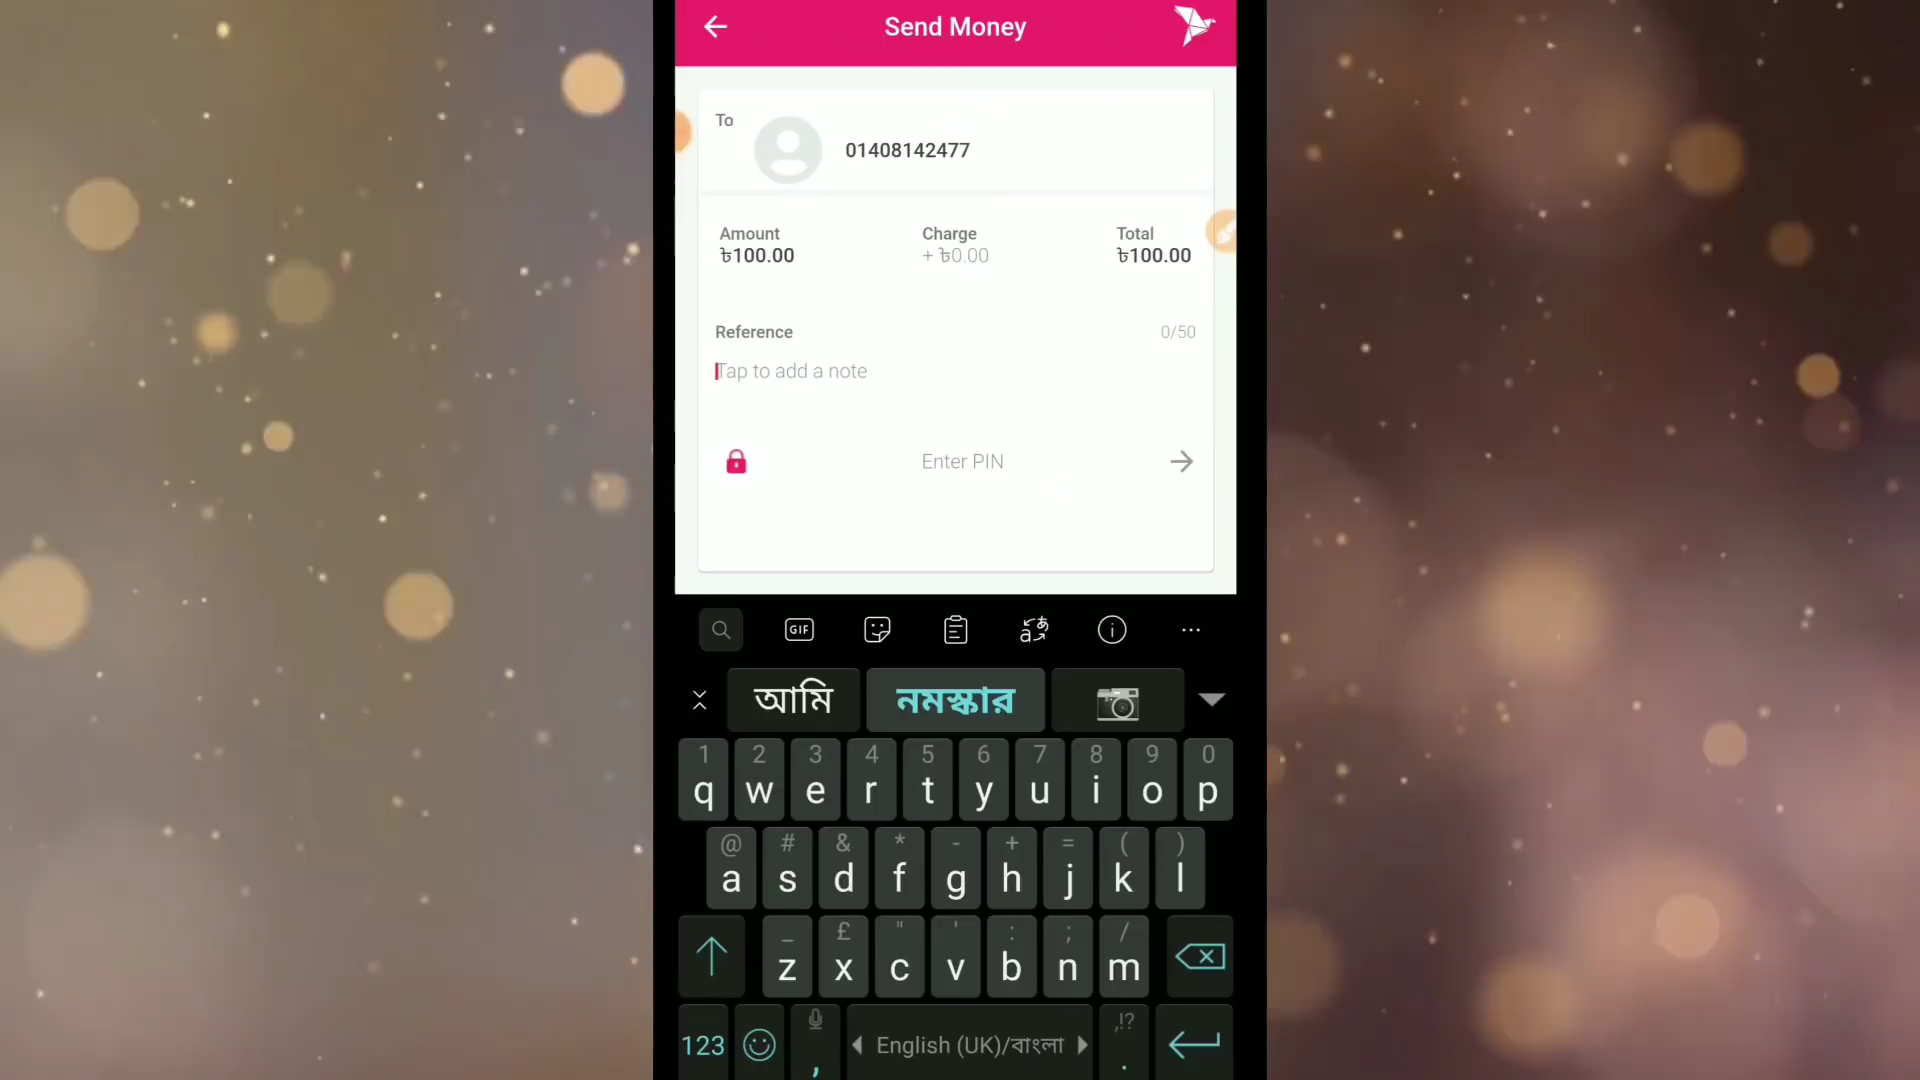 Send Money
To
01408142477
Amount Charge Total
৳100.00 + ৳0.00 ৳100.00
Reference 0/50
Tap to add a note
Enter PIN
GIF
আমি নমস্কার
1 2 3 4 5 6 7 8 9 0
q w e r t y u i o p
@ # & * - + = ( )
a s d f g h j k l
_ £ " ' : ; /
z x c v b n m
,!?
123 , English (UK)/বাংলা .